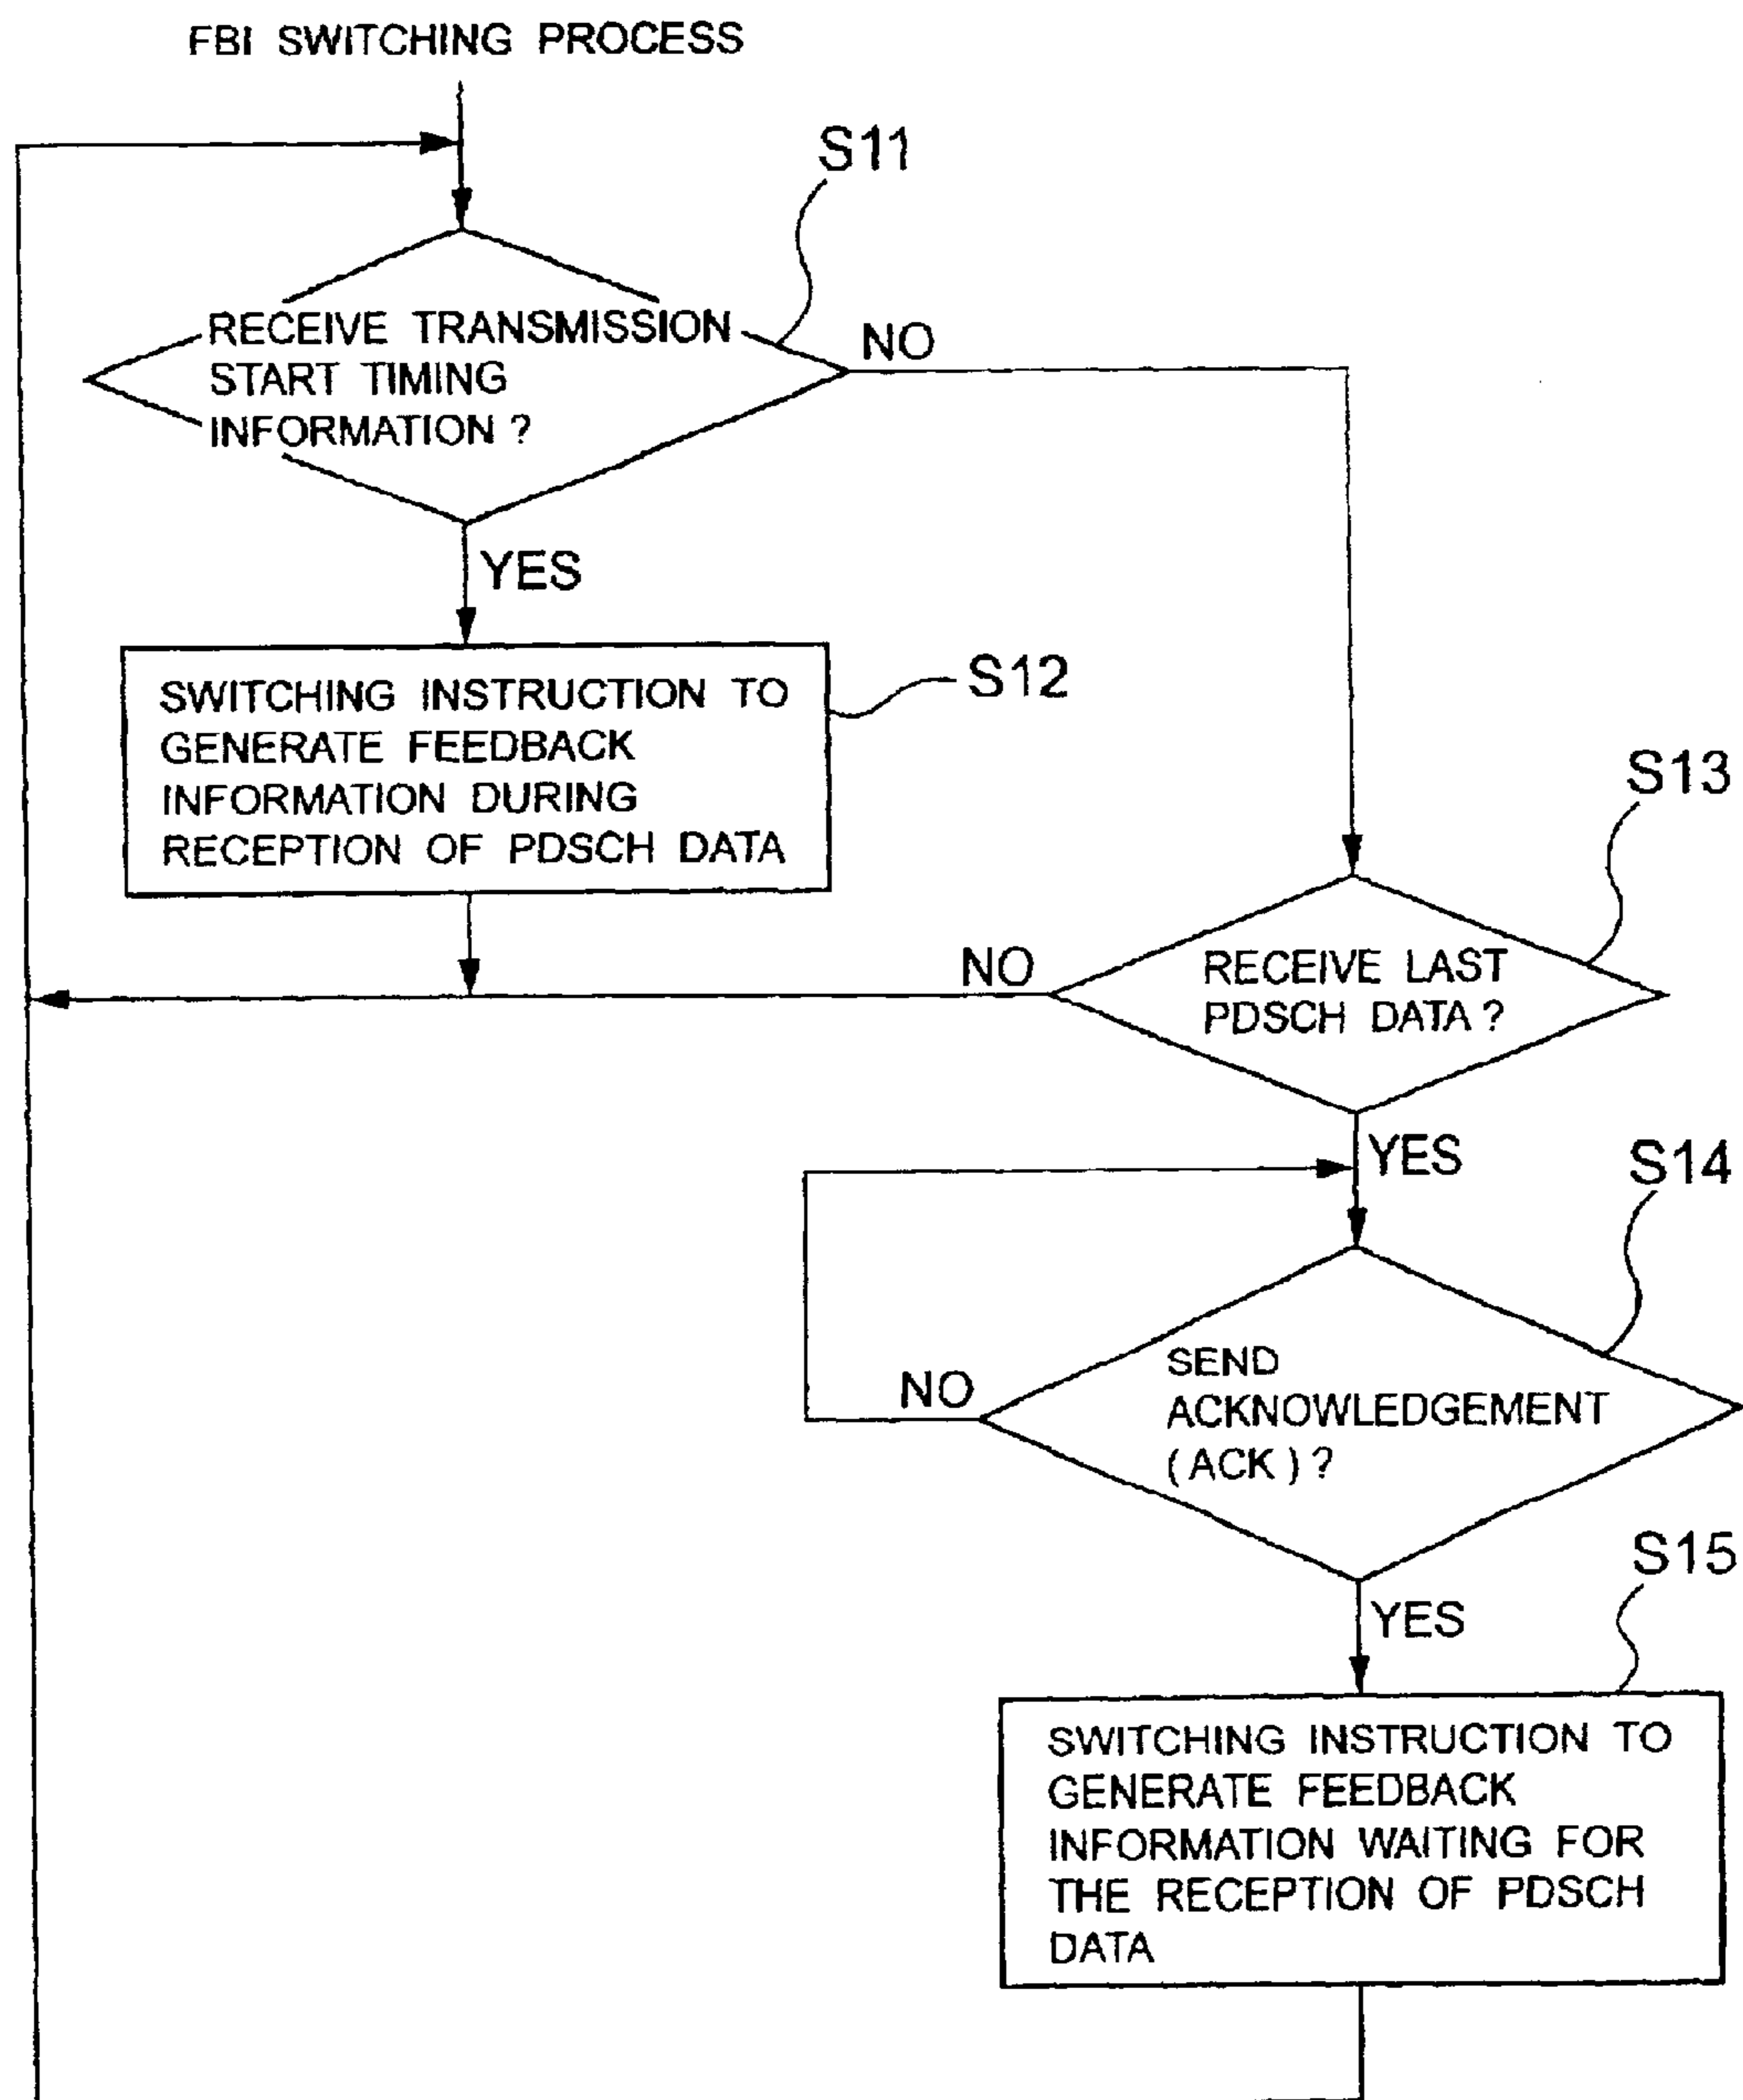 FBI SWITCHING PROCESS
S11
RECEIVE TRANSMISSION
START TIMING
INFORMATION ?
NO
YES
SWITCHING INSTRUCTION TO
GENERATE FEEDBACK
INFORMATION DURING
RECEPTION OF PDSCH DATA
S12
S13
NO
RECEIVE LAST
PDSCH DATA ?
YES
S14
NO
SEND
ACKNOWLEDGEMENT
( ACK ) ?
YES
S15
SWITCHING INSTRUCTION TO
GENERATE FEEDBACK
INFORMATION WAITING FOR
THE RECEPTION OF PDSCH
DATA